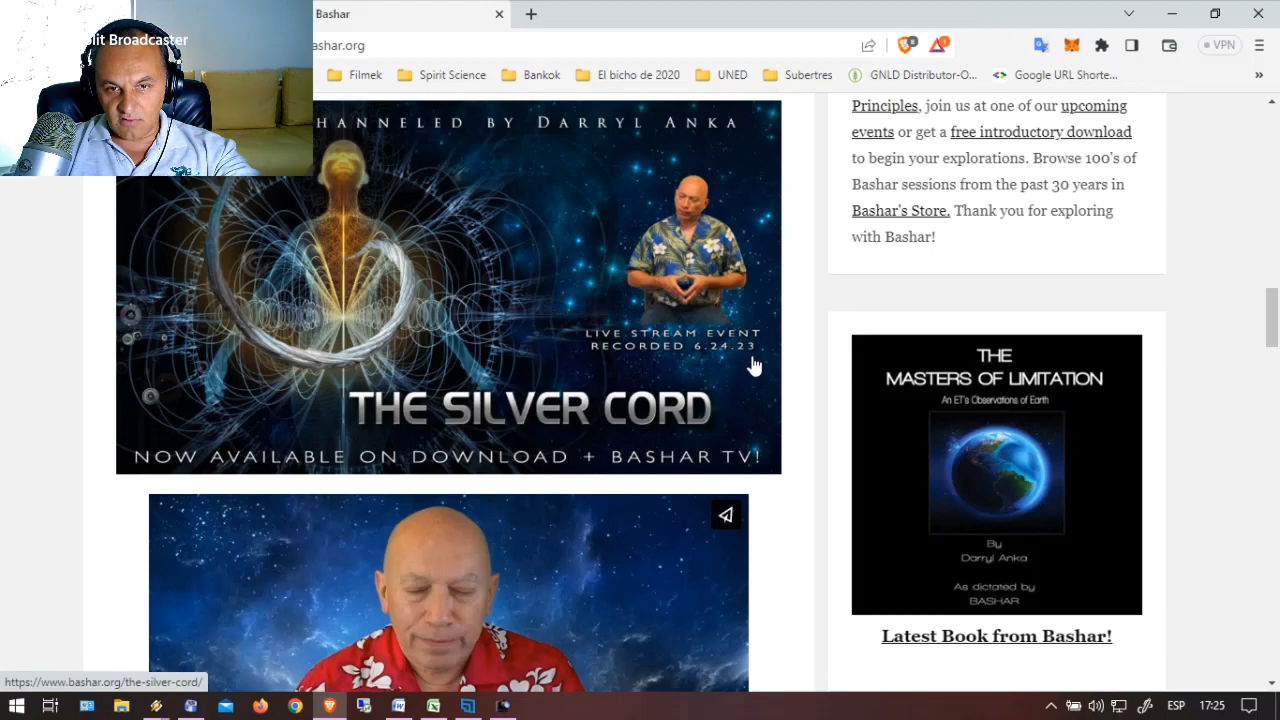 Split Broadcaster
Bashar
ashar.org
VPN
Filmek
Spirit Science
Bankok
El bicho de 2020
UNED
Subertres
GNLD Distributor-O...
Google URL Shorte...
»
CHANNELED BY DARRYL ANKA
LIVE STREAM EVENT
RECORDED 6.24.23
THE SILVER CORD
NOW AVAILABLE ON DOWNLOAD + BASHAR TV!
Principles, join us at one of our upcoming
events or get a free introductory download
to begin your explorations. Browse 100's of
Bashar sessions from the past 30 years in
Bashar's Store. Thank you for exploring
with Bashar!
THE
MASTERS OF LIMITATION
An ET's Observations of Earth
By
Darryl Anka
As dictated by
BASHAR
Latest Book from Bashar!
https://www.bashar.org/the-silver-cord/
ESP
17:25